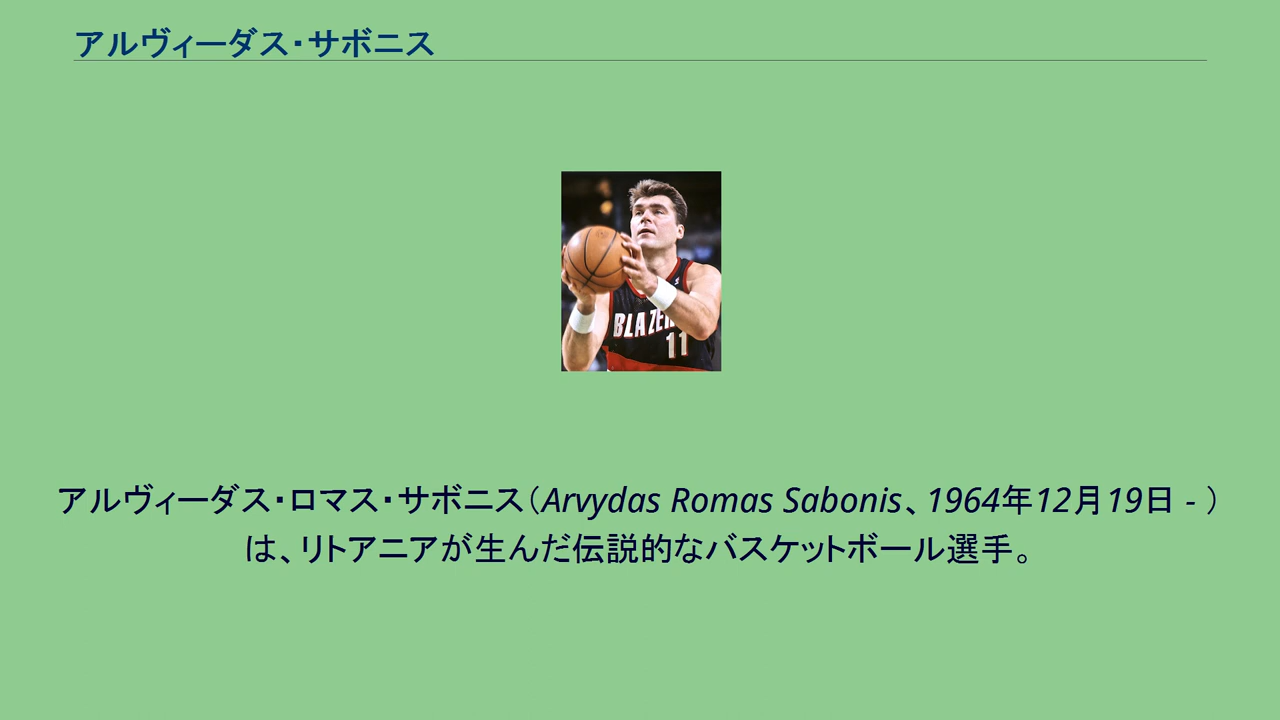 アルヴィーダス・サボニス
BLAZER
11
アルヴィーダス・ロマス・サボニス（Arvydas Romas Sabonis、1964年12月19日 - ）
は、リトアニアが生んだ伝説的なバスケットボール選手。